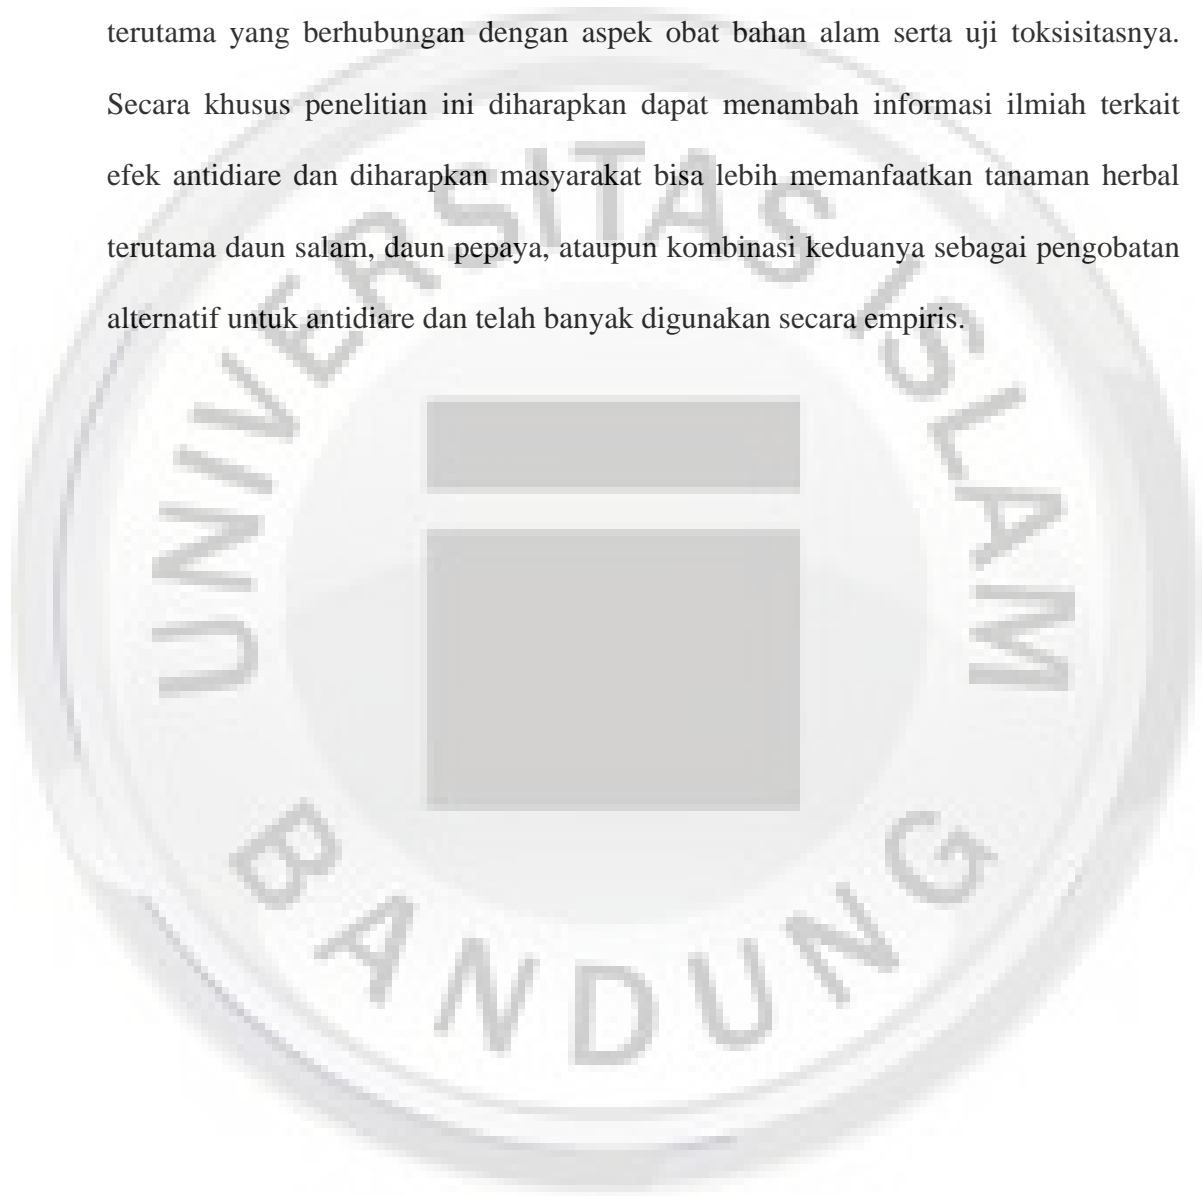 terutama yang berhubungan dengan aspek obat bahan alam serta uji toksisitasnya.
Secara khusus penelitian ini diharapkan dapat menambah informasi ilmiah terkait
efek antidiare dan diharapkan masyarakat bisa lebih memanfaatkan tanaman herbal
terutama daun salam, daun pepaya, ataupun kombinasi keduanya sebagai pengobatan
alternatif untuk antidiare dan telah banyak digunakan secara empiris.
UNIVERSITAS ISLAM
BANDUNG